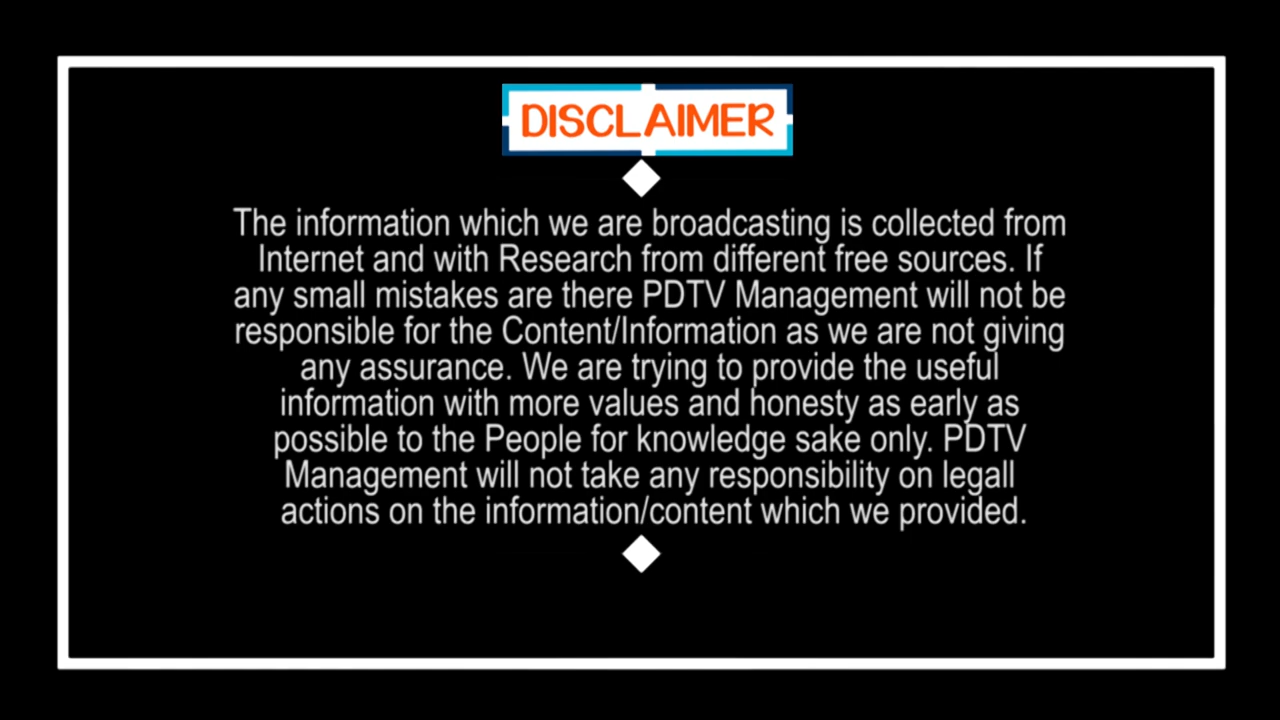 DISCLAIMER
The information which we are broadcasting is collected from
Internet and with Research from different free sources. If
any small mistakes are there PDTV Management will not be
responsible for the Content/Information as we are not giving
any assurance. We are trying to provide the useful
information with more values and honesty as early as
possible to the People for knowledge sake only. PDTV
Management will not take any responsibility on legall
actions on the information/content which we provided.